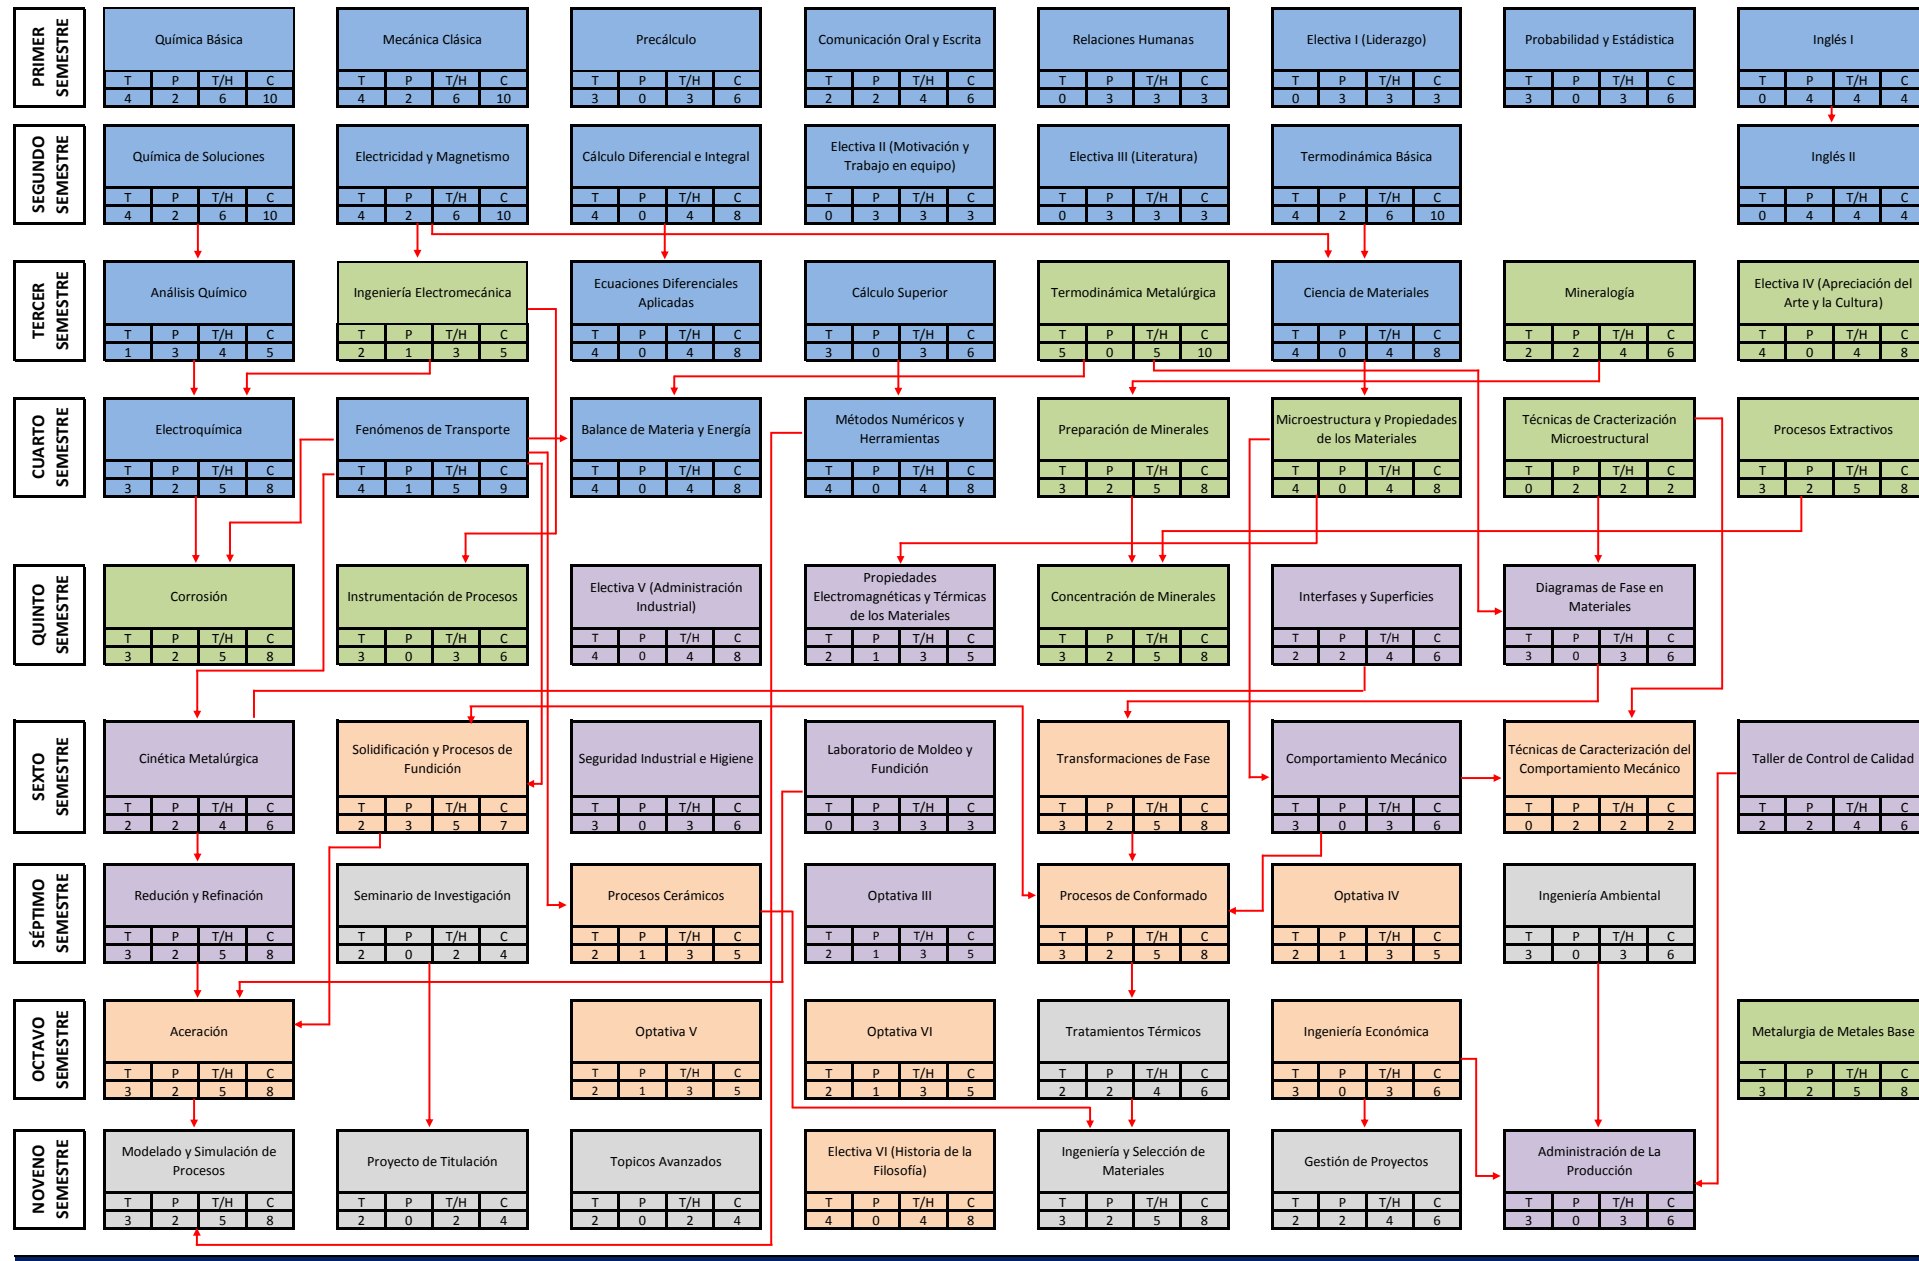 PRIMER
SEMESTRE
Química Básica
Mecánica Clásica
Precálculo
Comunicación Oral y Escrita
Relaciones Humanas
Electiva I (Liderazgo)
Probabilidad y Estádistica
Inglés I
T P T/H C T P T/H C T P T/H C T P T/H C T P T/H C T P T/H C T P T/H C T P T/H C
4 2 6 10 4 2 6 10 3 0 3 6 2 2 4 6 0 3 3 3 0 3 3 3 3 0 3 6 0 4 4 4
SEGUNDO
SEMESTRE
Química de Soluciones
Electricidad y Magnetismo
Cálculo Diferencial e Integral
Electiva II (Motivación y
Trabajo en equipo)
Electiva III (Literatura)
Termodinámica Básica
Inglés II
T P T/H C T P T/H C T P T/H C T P T/H C T P T/H C T P T/H C T P T/H C
4 2 6 10 4 2 6 10 4 0 4 8 0 3 3 3 0 3 3 3 4 2 6 10 0 4 4 4
TERCER
SEMESTRE
Análisis Químico
Ingeniería Electromecánica
Ecuaciones Diferenciales
Aplicadas
Cálculo Superior
Termodinámica Metalúrgica
Ciencia de Materiales
Mineralogía
Electiva IV (Apreciación del
Arte y la Cultura)
T P T/H C T P T/H C T P T/H C T P T/H C T P T/H C T P T/H C T P T/H C T P T/H C
1 3 4 5 2 1 3 5 4 0 4 8 3 0 3 6 5 0 5 10 4 0 4 8 2 2 4 6 4 0 4 8
CUARTO
SEMESTRE
Electroquímica
Fenómenos de Transporte
Balance de Materia y Energía
Métodos Numéricos y
Herramientas
Preparación de Minerales
Microestructura y Propiedades
de los Materiales
Técnicas de Cracterización
Microestructural
Procesos Extractivos
T P T/H C T P T/H C T P T/H C T P T/H C T P T/H C T P T/H C T P T/H C T P T/H C
3 2 5 8 4 1 5 9 4 0 4 8 4 0 4 8 3 2 5 8 4 0 4 8 0 2 2 2 3 2 5 8
QUINTO
SEMESTRE
Corrosión
Instrumentación de Procesos
Electiva V (Administración
Industrial)
Propiedades
Electromagnéticas y Térmicas
de los Materiales
Concentración de Minerales
Interfases y Superficies
Diagramas de Fase en
Materiales
T P T/H C T P T/H C T P T/H C T P T/H C T P T/H C T P T/H C T P T/H C
3 2 5 8 3 0 3 6 4 0 4 8 2 1 3 5 3 2 5 8 2 2 4 6 3 0 3 6
SEXTO
SEMESTRE
Cinética Metalúrgica
Solidificación y Procesos de
Fundición
Seguridad Industrial e Higiene
Laboratorio de Moldeo y
Fundición
Transformaciones de Fase
Comportamiento Mecánico
Técnicas de Caracterización del
Comportamiento Mecánico
Taller de Control de Calidad
T P T/H C T P T/H C T P T/H C T P T/H C T P T/H C T P T/H C T P T/H C T P T/H C
2 2 4 6 2 3 5 7 3 0 3 6 0 3 3 3 3 2 5 8 3 0 3 6 0 2 2 2 2 2 4 6
SÉPTIMO
SEMESTRE
Redución y Refinación
Seminario de Investigación
Procesos Cerámicos
Optativa III
Procesos de Conformado
Optativa IV
Ingeniería Ambiental
T P T/H C T P T/H C T P T/H C T P T/H C T P T/H C T P T/H C T P T/H C
3 2 5 8 2 0 2 4 2 1 3 5 2 1 3 5 3 2 5 8 2 1 3 5 3 0 3 6
OCTAVO
SEMESTRE
Aceración
Optativa V
Optativa VI
Tratamientos Térmicos
Ingeniería Económica
Metalurgia de Metales Base
T P T/H C T P T/H C T P T/H C T P T/H C T P T/H C T P T/H C
3 2 5 8 2 1 3 5 2 1 3 5 2 2 4 6 3 0 3 6 3 2 5 8
NOVENO
SEMESTRE
Modelado y Simulación de
Procesos
Proyecto de Titulación
Topicos Avanzados
Electiva VI (Historia de la
Filosofía)
Ingeniería y Selección de
Materiales
Gestión de Proyectos
Administración de La
Producción
T P T/H C T P T/H C T P T/H C T P T/H C T P T/H C T P T/H C T P T/H C
3 2 5 8 2 0 2 4 2 0 2 4 4 0 4 8 3 2 5 8 2 2 4 6 3 0 3 6